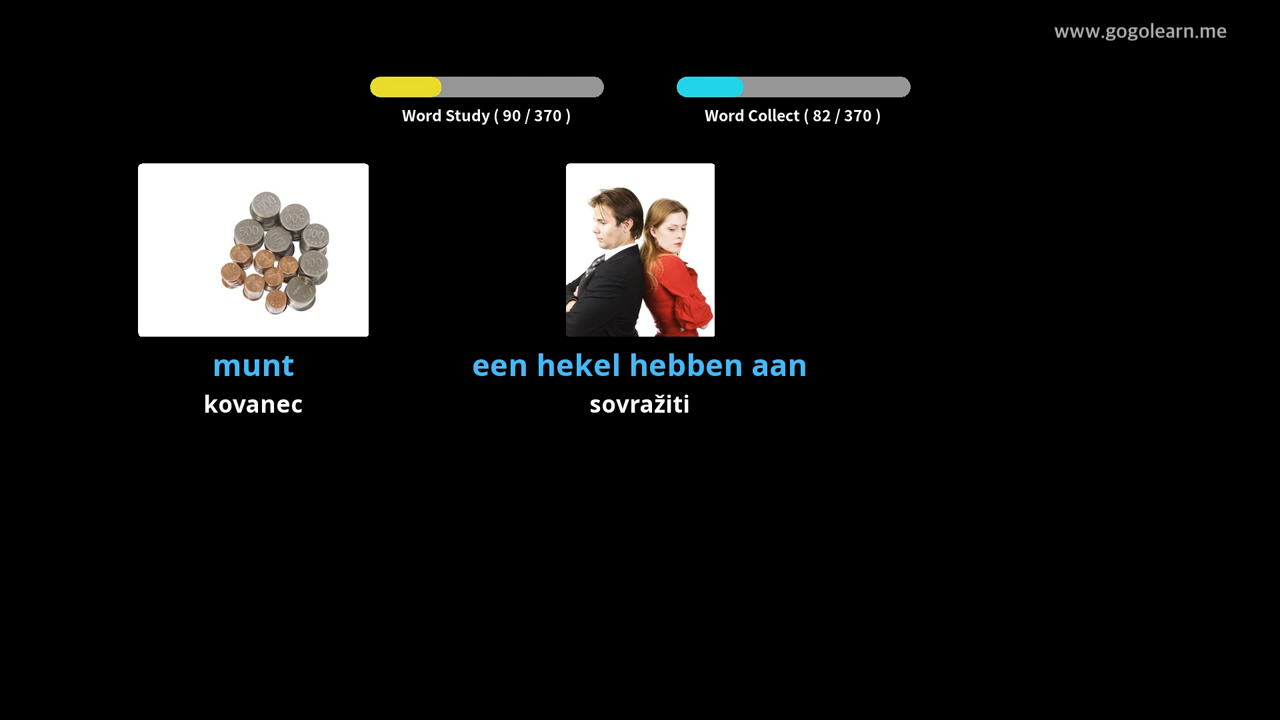 www.gogolearn.me
Word Study ( 90 / 370 )
Word Collect ( 82 / 370 )
munt
kovanec
een hekel hebben aan
sovražiti